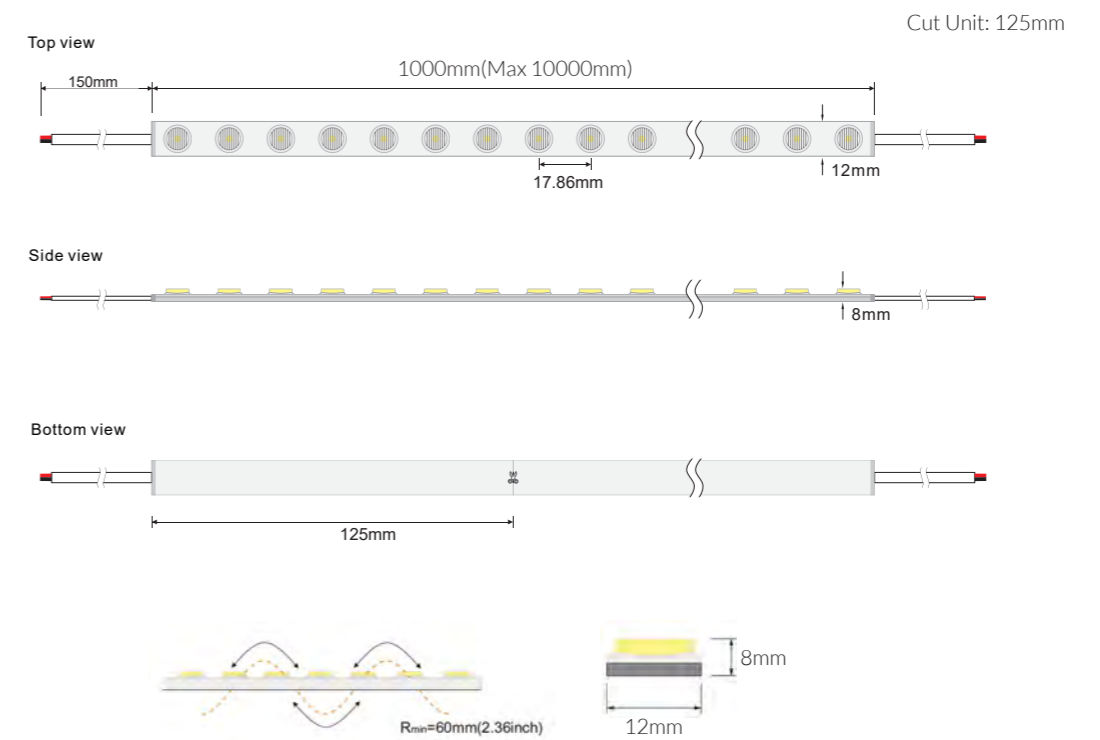 Cut Unit: 125mm
Top view
150mm
1000mm(Max 10000mm)
12mm
17.86mm
Side view
8mm
Bottom view
125mm
8mm
Rmin=60mm(2.36inch)
12mm